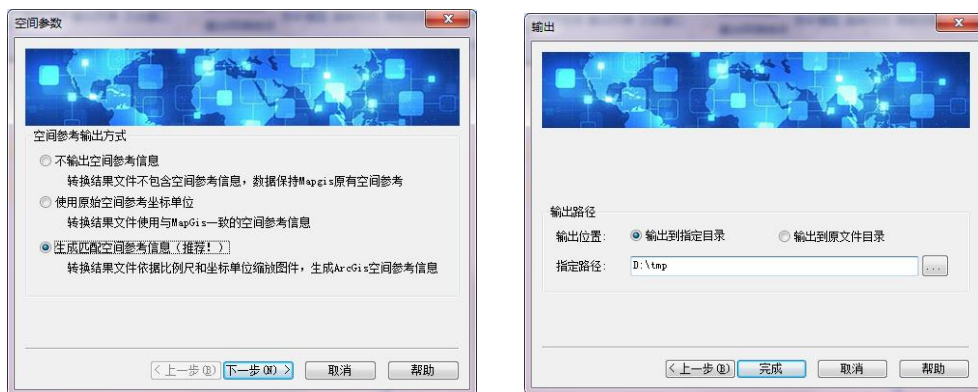 空间参数
空间参考输出方式
不输出空间参考信息
转换结果文件不包含空间参考信息，数据保持Mapgis原有空间参考
使用原始空间参考坐标单位
转换结果文件使用与MapGis一致的空间参考信息
生成匹配空间参考信息（推荐！）
转换结果文件依据比例尺和坐标单位缩放图件，生成ArcGis空间参考信息
< 上一步(B)
下一步(N) >
取消
帮助
输出
输出路径
输出位置：
输出到指定目录
输出到原文件目录
指定路径：
D:\tmp
...
< 上一步(B)
完成
取消
帮助